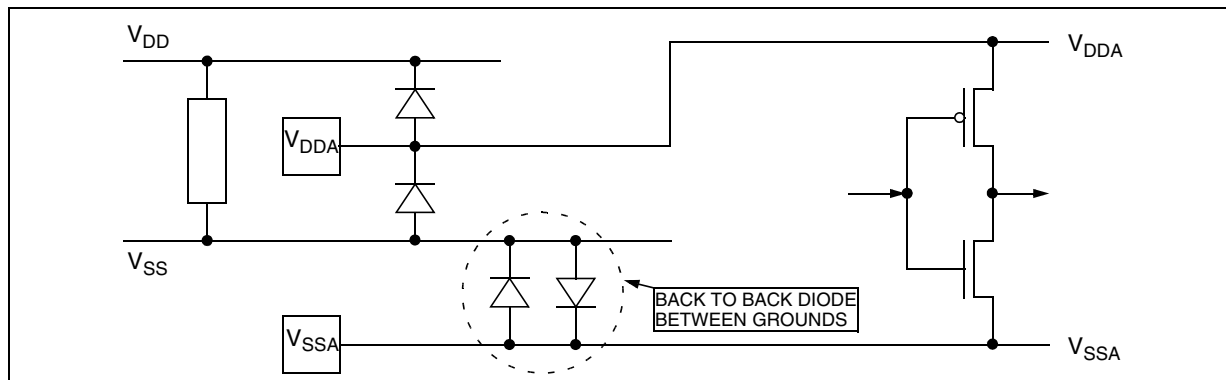 VDD
VDDA
VDDA
VSS
BACK TO BACK DIODE
BETWEEN GROUNDS
VSSA
VSSA